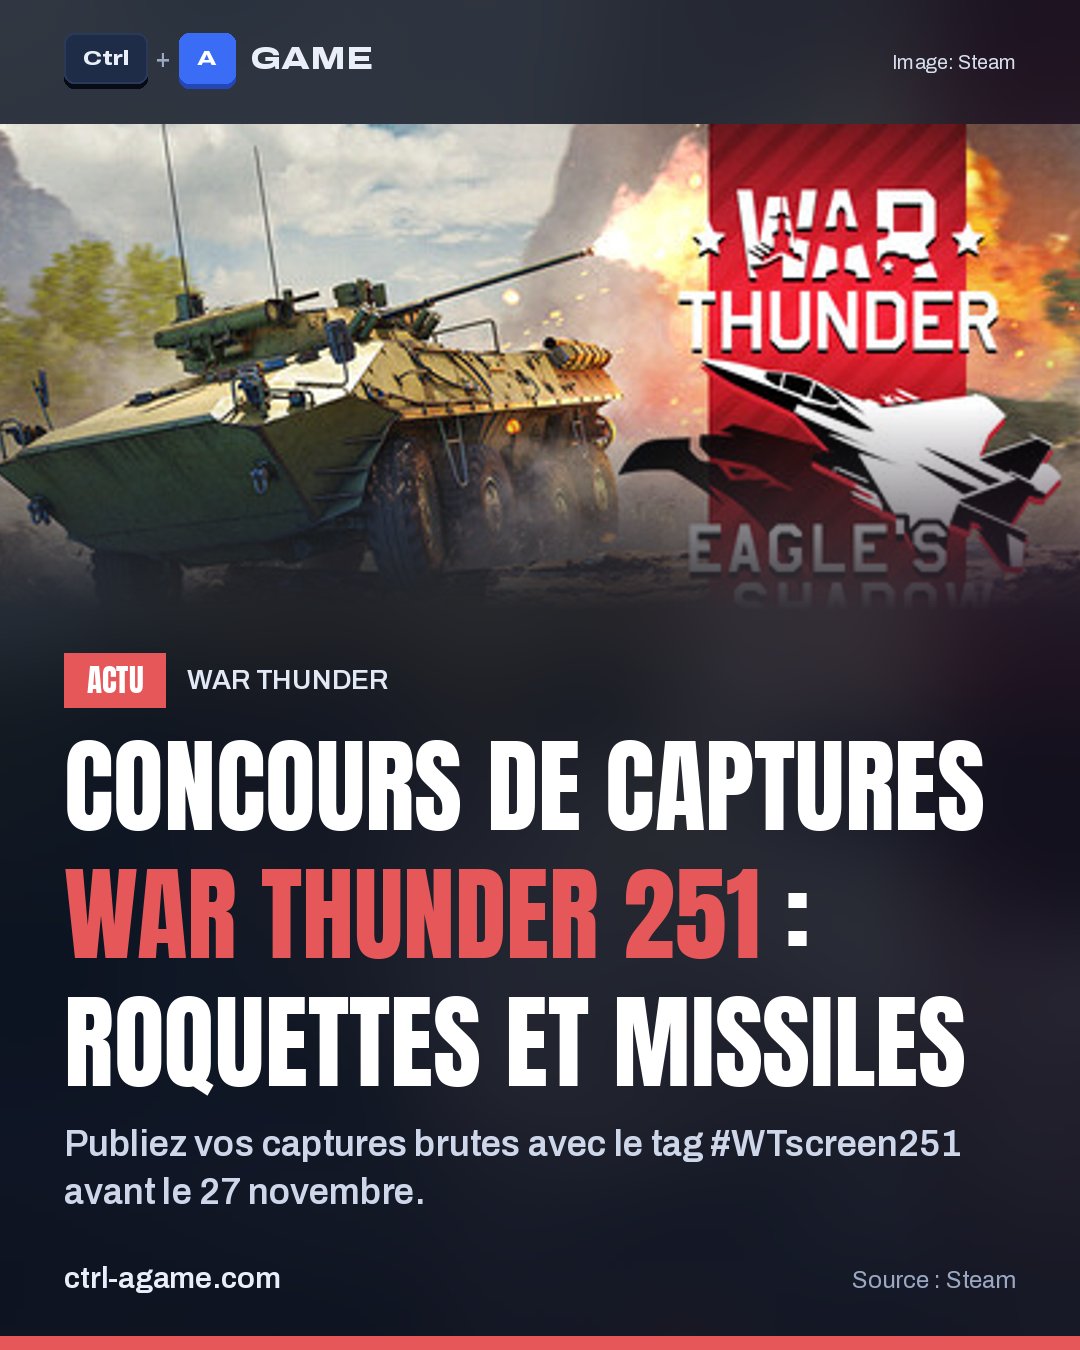 Ctrl + A GAME
Image: Steam
WAR
THUNDER
EAGLE'S
SHADOW
ACTU
WAR THUNDER
CONCOURS DE CAPTURES
WAR THUNDER 251 :
ROQUETTES ET MISSILES
Publiez vos captures brutes avec le tag #WTscreen251
avant le 27 novembre.
ctrl-agame.com
Source : Steam